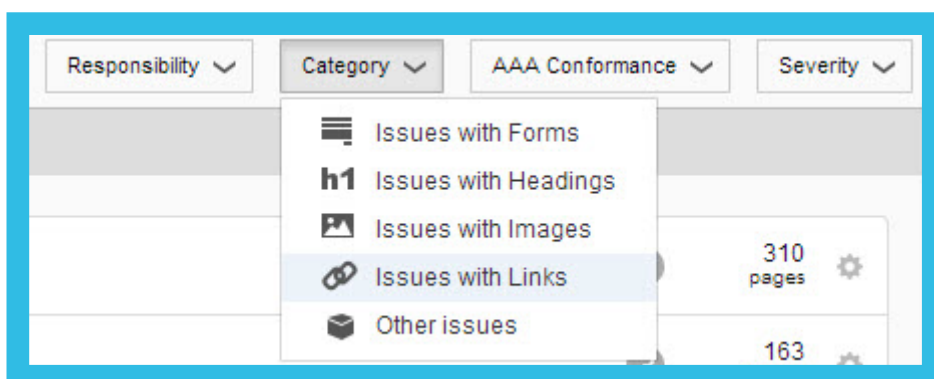 Responsibility Category AAA Conformance Severity
Issues with Forms
h1 Issues with Headings
Issues with Images
Issues with Links
Other issues
310
pages
163